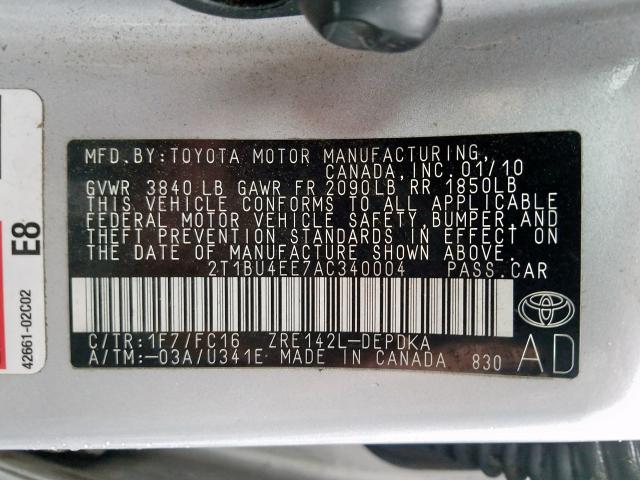 MFD.BY:TOYOTA MOTOR MANUFACTURING,
CANADA,INC.01/10
GVWR 3840LB GAWR FR 2090LB RR 1850LB
THIS VEHICLE CONFORMS TO ALL APPLICABLE
FEDERAL MOTOR VEHICLE SAFETY,BUMPER,AND
THEFT PREVENTION STANDARDS IN EFFECT ON
THE DATE OF MANUFACTURE SHOWN ABOVE.
2T1BU4EE7AC340004 PASS.CAR
C/TR:1F7/FC16 ZRE142L-DEPDKA
A/TM:-03A/U341E MADE IN CANADA 830
AD
E8
42661-02C02